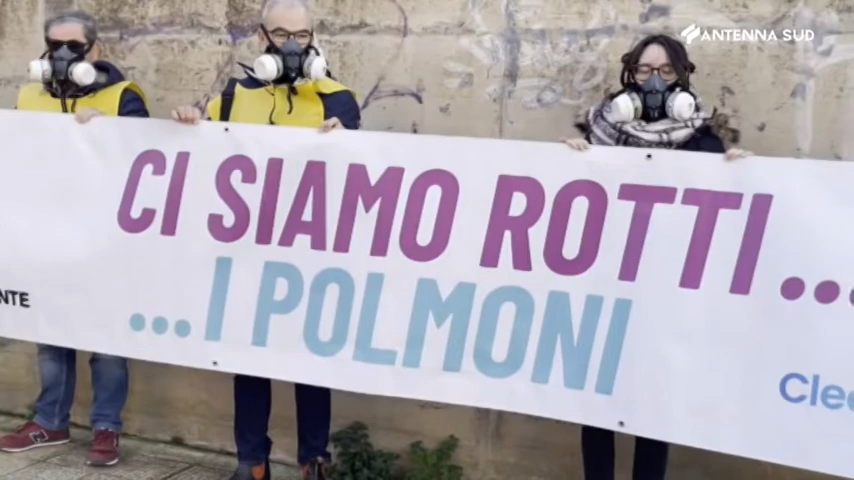 ANTENNA SUD
CI SIAMO ROTTI...
...I POLMONI
NTE
Clea